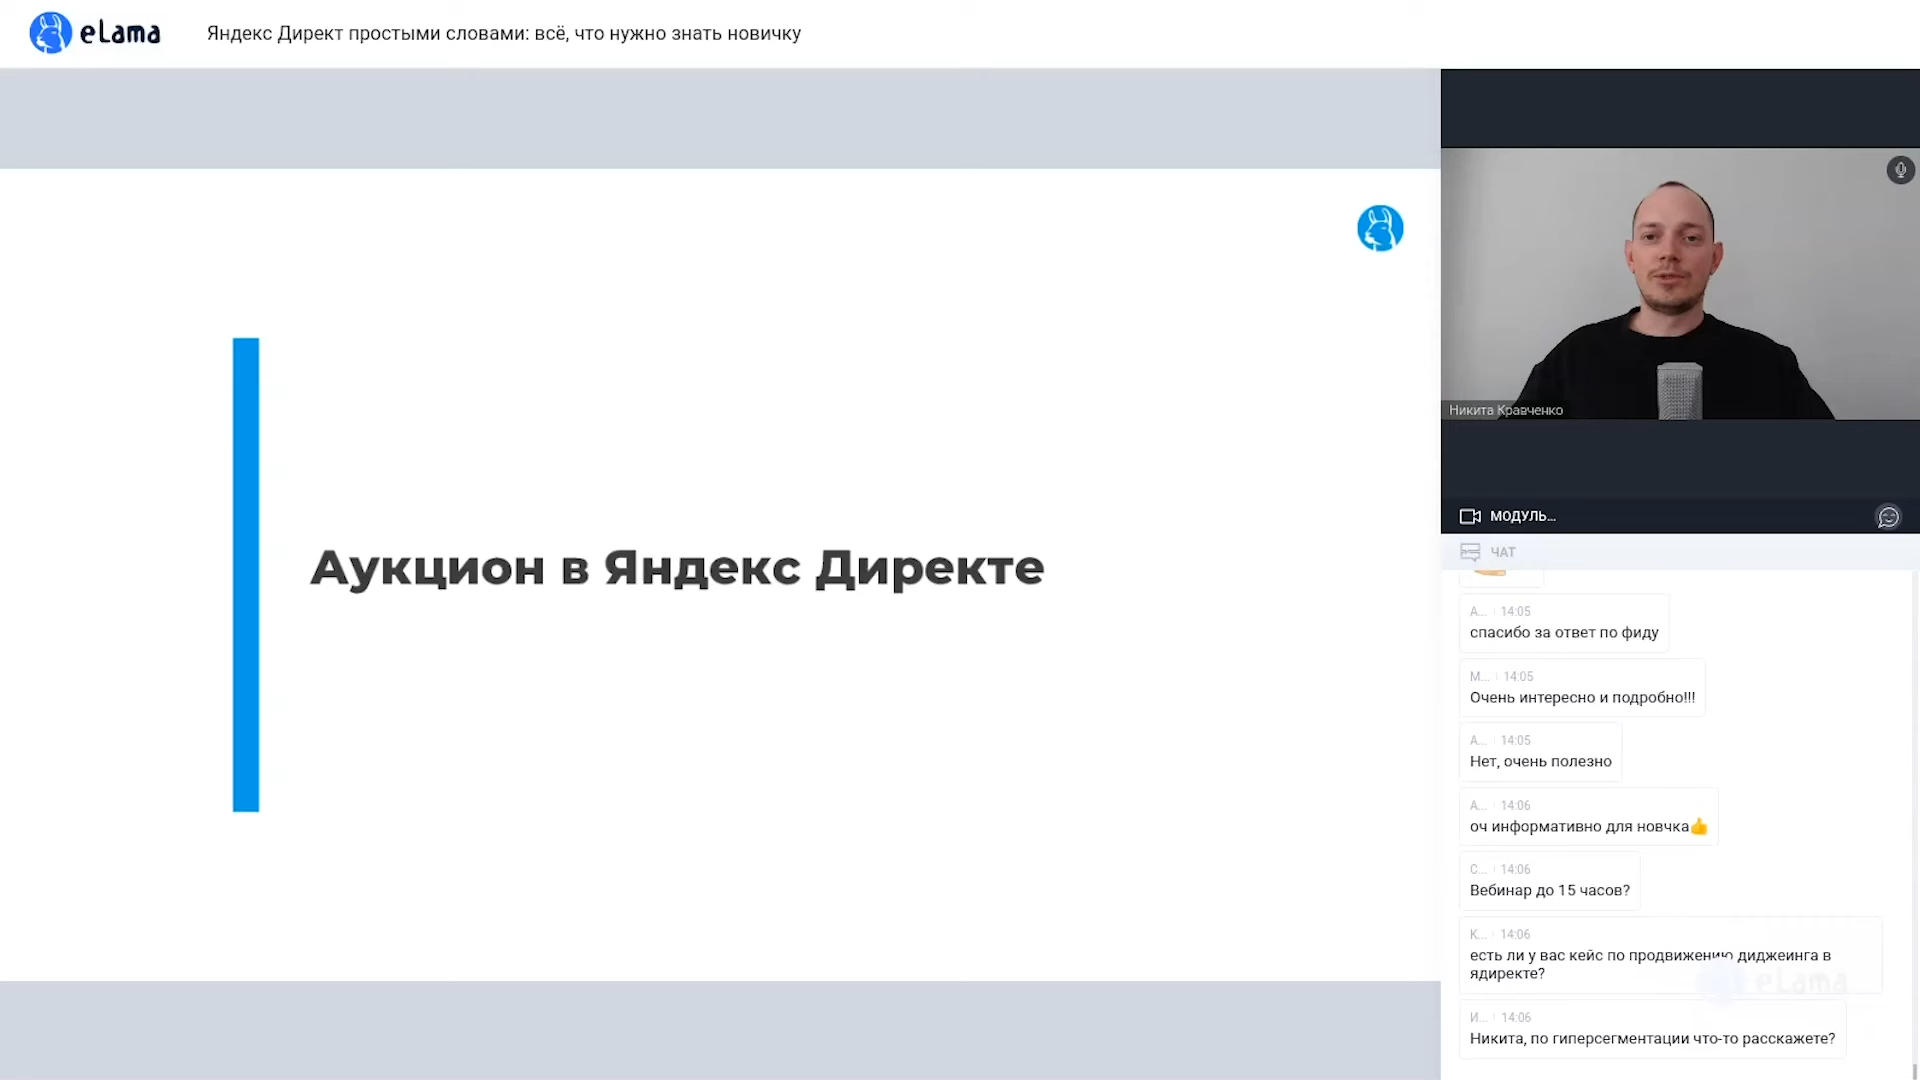 eLama
Яндекс Директ простыми словами: всё, что нужно знать новичку
Аукцион в Яндекс Директе
Никита Кравченко
МОДУЛЬ...
ЧАТ
А... 14:05
спасибо за ответ по фиду
М... 14:05
Очень интересно и подробно!!!
А... 14:05
Нет, очень полезно
А... 14:06
оч информативно для новчка👍
С... 14:06
Вебинар до 15 часов?
К... 14:06
есть ли у вас кейс по продвижению диджеинга в
ядиректе?
eLama
И... 14:06
Никита, по гиперсегментации что-то расскажете?